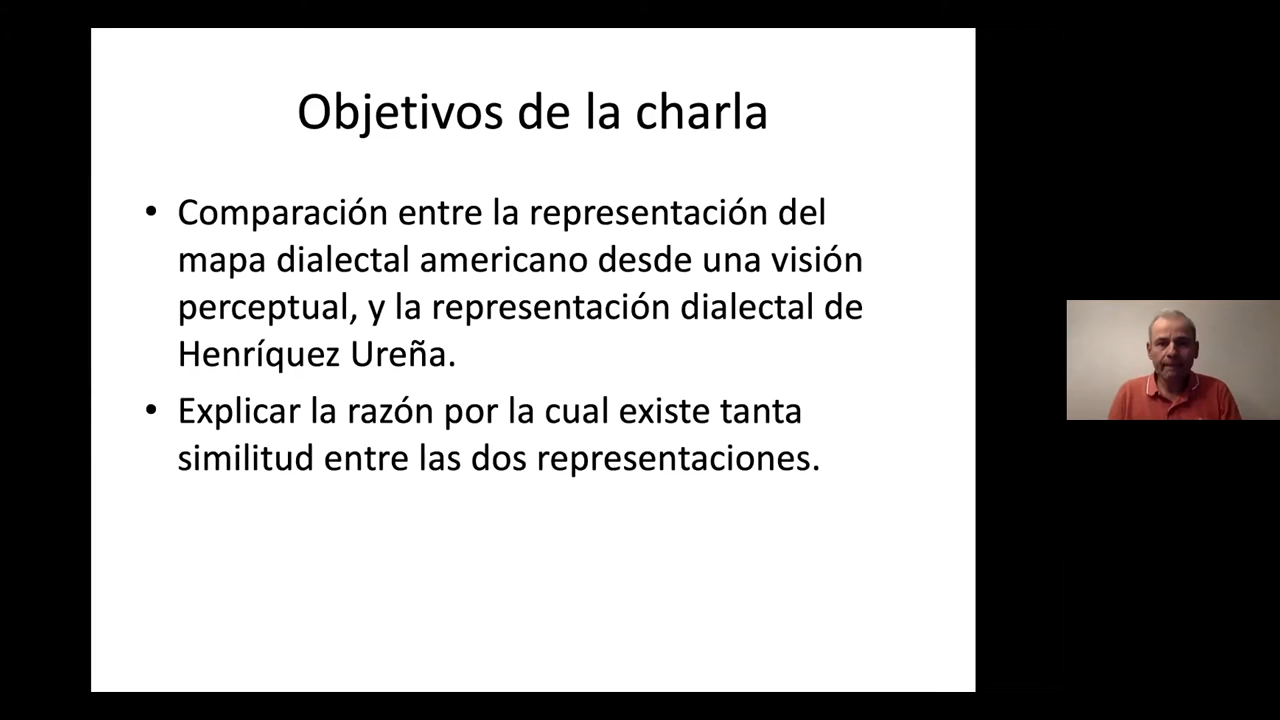 Objetivos de la charla
• Comparación entre la representación del
mapa dialectal americano desde una visión
perceptual, y la representación dialectal de
Henríquez Ureña.
• Explicar la razón por la cual existe tanta
similitud entre las dos representaciones.